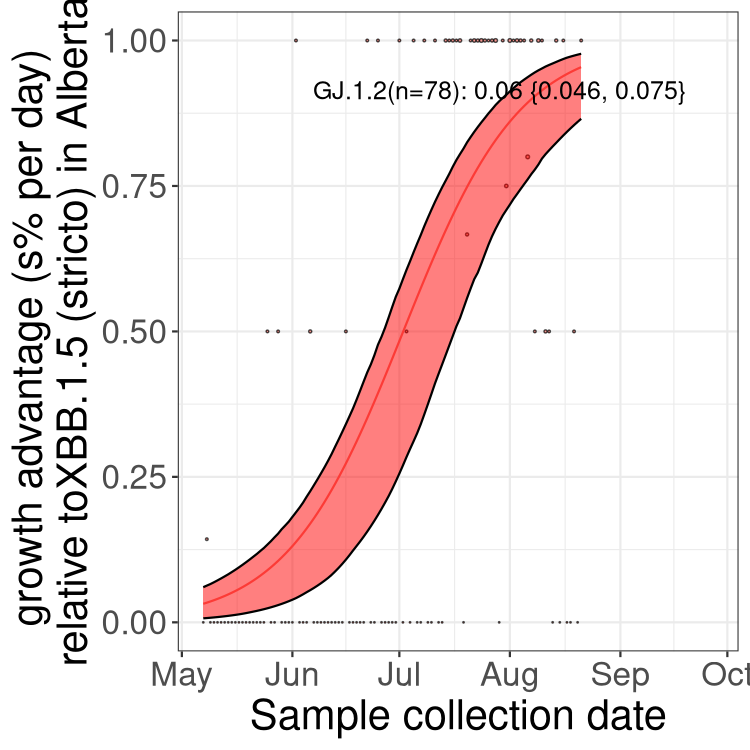 growth advantage (s% per day)
relative toXBB.1.5 (stricto) in Alberta
1.00
0.75
0.50
0.25
0.00
GJ.1.2(n=78): 0.06 {0.046, 0.075}
May Jun Jul Aug Sep Oct
Sample collection date